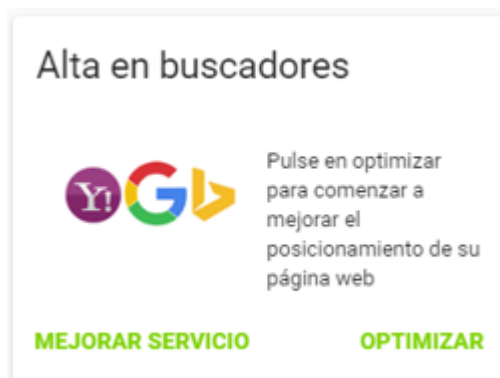 Alta en buscadores
Y!
G
Pulse en optimizar
para comenzar a
mejorar el
posicionamiento de su
página web
MEJORAR SERVICIO
OPTIMIZAR